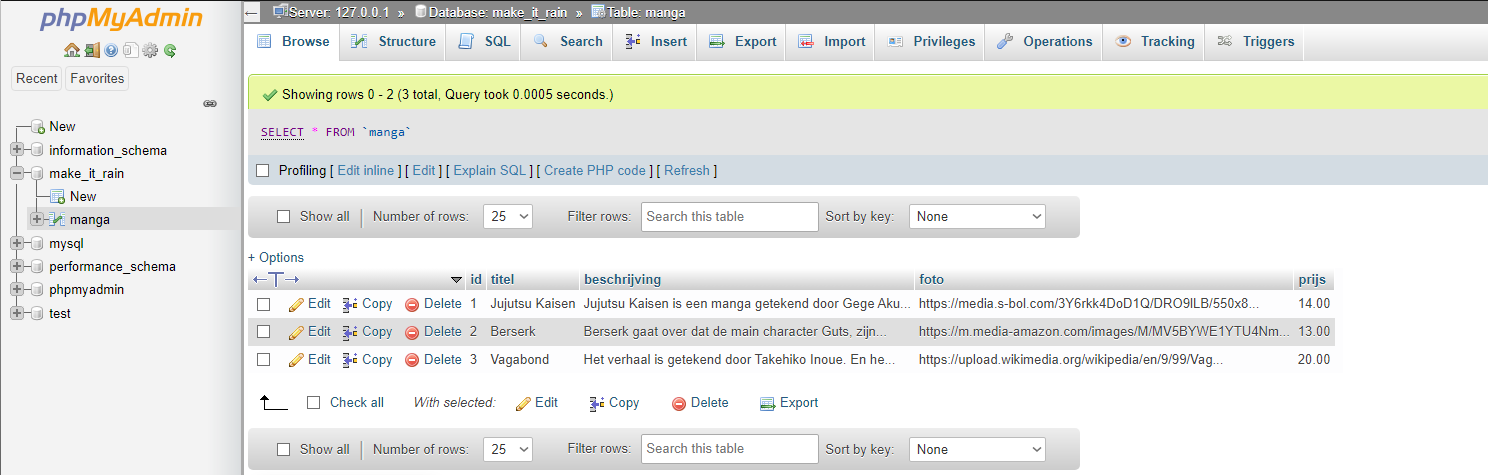 phpMyAdmin
Recent Favorites
New
information_schema
make_it_rain
New
manga
mysql
performance_schema
phpmyadmin
test
Server: 127.0.0.1 » Database: make_it_rain » Table: manga
Browse Structure SQL Search Insert Export Import Privileges Operations Tracking Triggers
Showing rows 0 - 2 (3 total, Query took 0.0005 seconds.)
SELECT * FROM `manga`
Profiling [ Edit inline ] [ Edit ] [ Explain SQL ] [ Create PHP code ] [ Refresh ]
Show all Number of rows: 25 Filter rows: Search this table Sort by key: None
+ Options
←T→ id titel beschrijving foto prijs
Edit Copy Delete 1 Jujutsu Kaisen Jujutsu Kaisen is een manga getekend door Gege Aku... https://media.s-bol.com/3Y6rkk4DoD1Q/DRO9ILB/550x8... 14.00
Edit Copy Delete 2 Berserk Berserk gaat over dat de main character Guts, zijn... https://m.media-amazon.com/images/M/MV5BYWE1YTU4Nm... 13.00
Edit Copy Delete 3 Vagabond Het verhaal is getekend door Takehiko Inoue. En he... https://upload.wikimedia.org/wikipedia/en/9/99/Vag... 20.00
Check all With selected: Edit Copy Delete Export
Show all Number of rows: 25 Filter rows: Search this table Sort by key: None